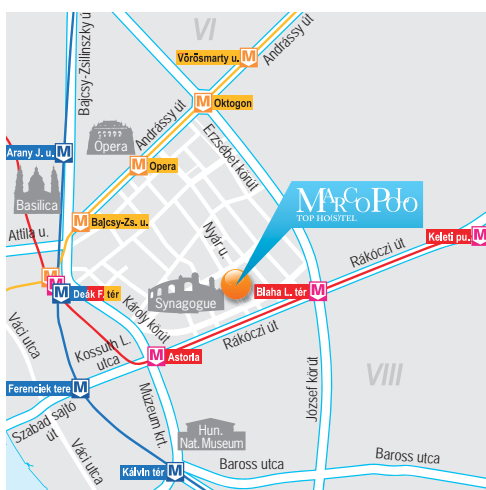 VI
Vörösmarty u.
Andrássy út
Bajcsy-Zsilinszky út
Oktogon
Andrássy út
Erzsébet körút
Opera
Arany J. u.
Opera
Basilica
MARCOPOLO
TOP HO(S)TEL
Bajcsy-Zs. u.
Attila u.
Nyár u.
Keleti pu.
Rákóczi út
Deák F. tér
Synagogue
Blaha L. tér
Károly körút
Váci utca
Rákóczi út
Kossuth L.
utca
Astoria
VIII
Ferenciek tere
Múzeum krt.
József körút
Szabad sajtó
út
Hun.
Nat. Museum
Váci utca
Kálvin tér
Baross utca
Baross utca